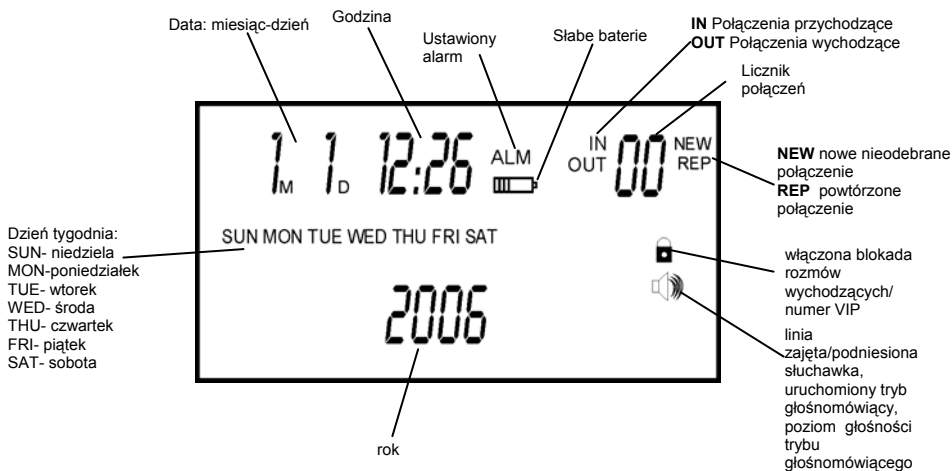 Data: miesiąc-dzień
Godzina
Ustawiony
alarm
Słabe baterie
IN Połączenia przychodzące
OUT Połączenia wychodzące
Licznik
połączeń
1M 1D 12:26 ALM IN OUT 00 NEW REP
NEW nowe nieodebrane
połączenie
REP powtórzone
połączenie
SUN MON TUE WED THU FRI SAT
Dzień tygodnia:
SUN- niedziela
MON-poniedziałek
TUE- wtorek
WED- środa
THU- czwartek
FRI- piątek
SAT- sobota
2006
włączona blokada
rozmów
wychodzących/
numer VIP
linia
zajęta/podniesiona
słuchawka,
uruchomiony tryb
głośnomówiący,
poziom głośności
trybu
głośnomówiącego
rok